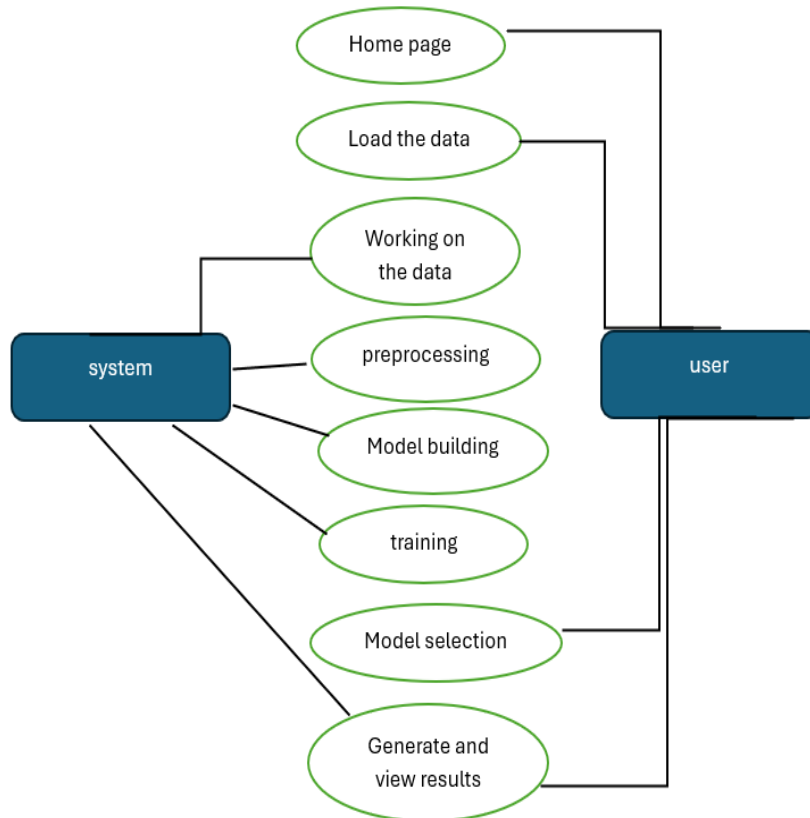 Home page
Load the data
Working on
the data
system
preprocessing
user
Model building
training
Model selection
Generate and
view results